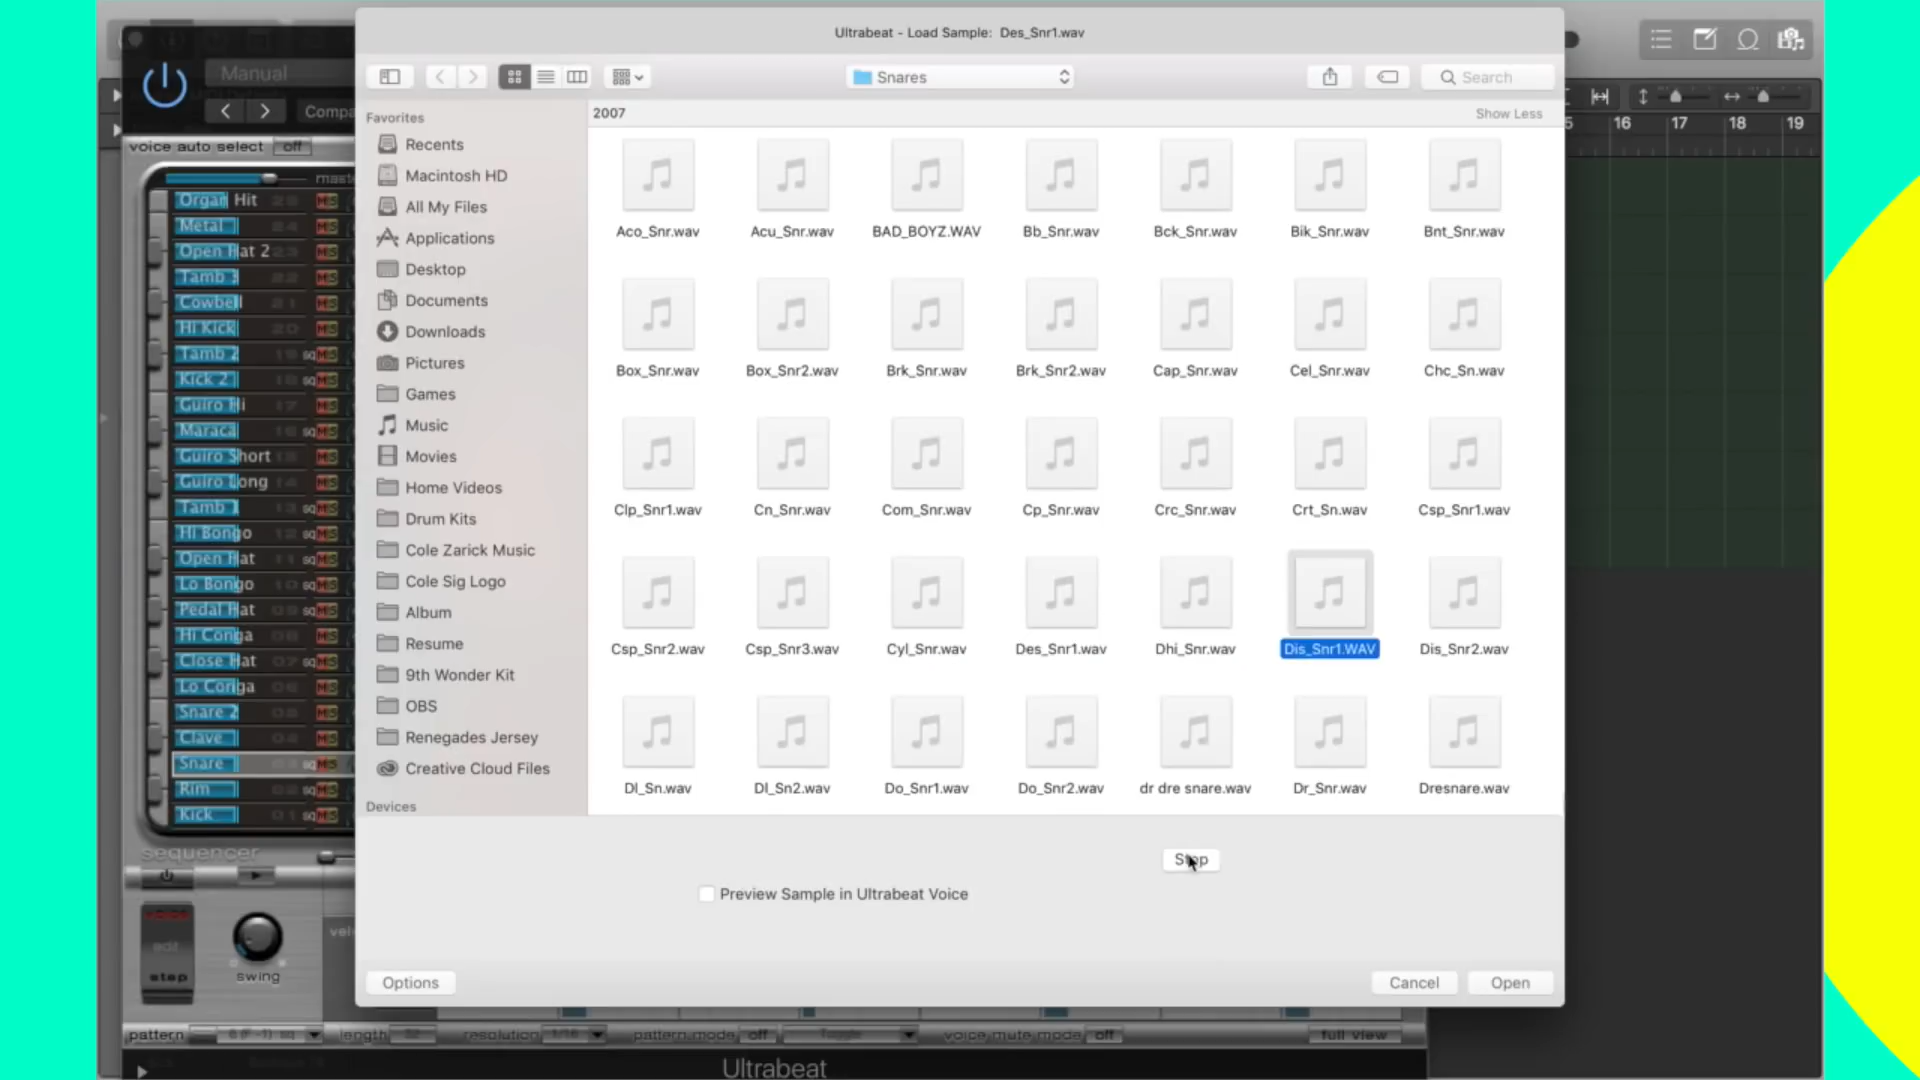 Ultrabeat - Load Sample: Des_Snr1.wav
Manual
Snares
Search
Compa
voice auto select off
Favorites
Recents
Macintosh HD
All My Files
Applications
Desktop
Documents
Downloads
Pictures
Games
Music
Movies
Home Videos
Drum Kits
Cole Zarick Music
Cole Sig Logo
Album
Resume
9th Wonder Kit
OBS
Renegades Jersey
Creative Cloud Files
Devices
2007
Show Less
Aco_Snr.wav Acu_Snr.wav BAD_BOYZ.WAV Bb_Snr.wav Bck_Snr.wav Bik_Snr.wav Bnt_Snr.wav
Box_Snr.wav Box_Snr2.wav Brk_Snr.wav Brk_Snr2.wav Cap_Snr.wav Cel_Snr.wav Chc_Sn.wav
Clp_Snr1.wav Cn_Snr.wav Com_Snr.wav Cp_Snr.wav Crc_Snr.wav Crt_Sn.wav Csp_Snr1.wav
Csp_Snr2.wav Csp_Snr3.wav Cyl_Snr.wav Des_Snr1.wav Dhi_Snr.wav Dis_Snr1.WAV Dis_Snr2.wav
Dl_Sn.wav Dl_Sn2.wav Do_Snr1.wav Do_Snr2.wav dr dre snare.wav Dr_Snr.wav Dresnare.wav
Stop
Preview Sample in Ultrabeat Voice
Options
Cancel
Open
16 17 18 19
Organ Hit
Metal
Open Hat 2
Cowbell
Hi Kick
Tamb 2
Kick 2
Guiro Hi
Maraca
Guiro Short
Guiro Long
Tamb 1
Hi Bongo
Open Hat
Lo Bongo
Pedal Hat
Hi Conga
Close Hat
Lo Conga
Snare 2
Clave
Snare
Rim
Kick
sequencer
voice
edit
step
swing
pattern
length
resolution 1/16
pattern mode off
Toggle
voice mute mode off
full view
Ultrabeat